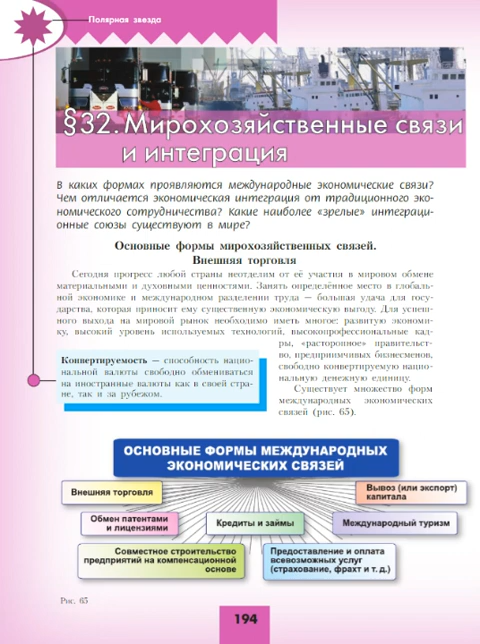 Полярная звезда
§32. Мирохозяйственные связи
и интеграция
В каких формах проявляются международные экономические связи?
Чем отличается экономическая интеграция от традиционного эко-
номического сотрудничества? Какие наиболее «зрелые» интеграци-
онные союзы существуют в мире?
Основные формы мирохозяйственных связей.
Внешняя торговля
Сегодня прогресс любой страны неотделим от её участия в мировом обмене
материальными и духовными ценностями. Занять определённое место в глобаль-
ной экономике и международном разделении труда — большая удача для госу-
дарства, которая приносит ему существенную экономическую выгоду. Для успеш-
ного выхода на мировой рынок необходимо иметь многое: развитую экономи-
ку, высокий уровень используемых технологий, высокопрофессиональные кад-
ры, «расторопное» правительст-
во, предприимчивых бизнесменов,
свободно конвертируемую нацио-
нальную денежную единицу.
Существует множество форм
международных экономических
связей (рис. 65).
Конвертируемость — способность нацио-
нальной валюты свободно обмениваться
на иностранные валюты как в своей стра-
не, так и за рубежом.
ОСНОВНЫЕ ФОРМЫ МЕЖДУНАРОДНЫХ
ЭКОНОМИЧЕСКИХ СВЯЗЕЙ
Внешняя торговля
Вывоз (или экспорт)
капитала
Обмен патентами
и лицензиями
Кредиты и займы
Международный туризм
Совместное строительство
предприятий на компенсационной
основе
Предоставление и оплата
всевозможных услуг
(страхование, фрахт и т. д.)
Рис. 65
194